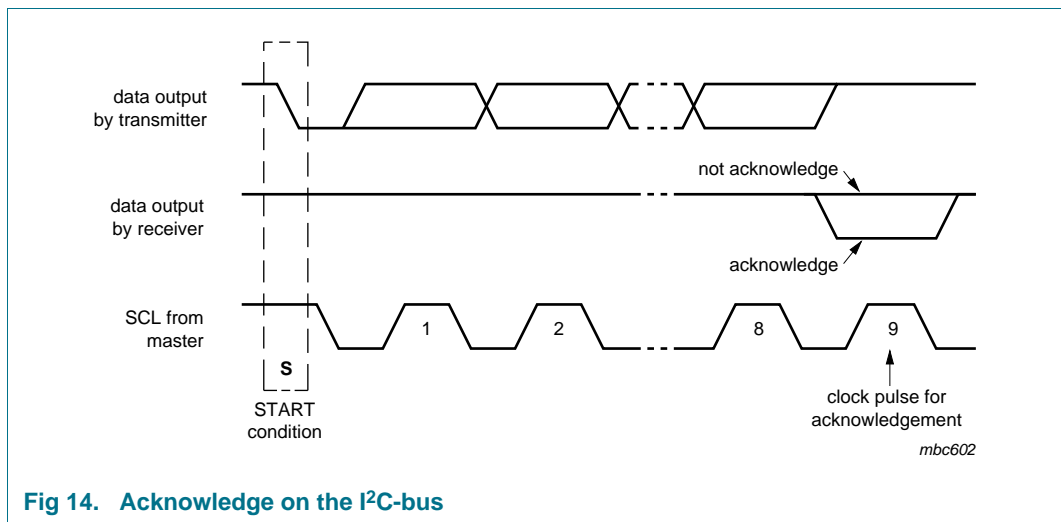 data output
by transmitter
not acknowledge
data output
by receiver
acknowledge
SCL from
master
1
2
8
9
S
START
condition
clock pulse for
acknowledgement
mbc602
Fig 14. Acknowledge on the I²C-bus